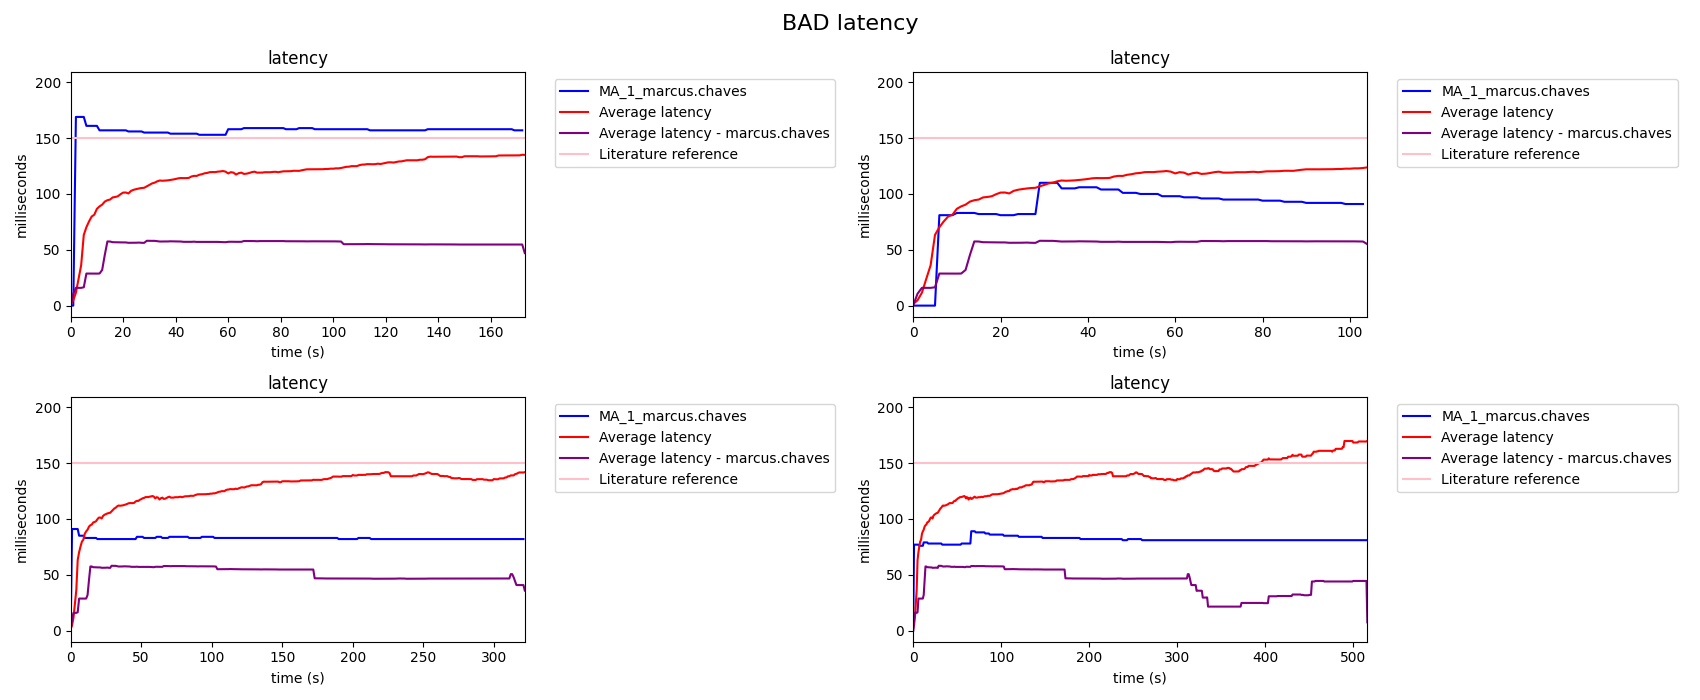 BAD latency
latency
milliseconds
200
150
100
50
0
0 20 40 60 80 100 120 140 160
time (s)
MA_1_marcus.chaves
Average latency
Average latency - marcus.chaves
Literature reference
latency
milliseconds
200
150
100
50
0
0 20 40 60 80 100
time (s)
MA_1_marcus.chaves
Average latency
Average latency - marcus.chaves
Literature reference
latency
milliseconds
200
150
100
50
0
0 50 100 150 200 250 300
time (s)
MA_1_marcus.chaves
Average latency
Average latency - marcus.chaves
Literature reference
latency
milliseconds
200
150
100
50
0
0 100 200 300 400 500
time (s)
MA_1_marcus.chaves
Average latency
Average latency - marcus.chaves
Literature reference